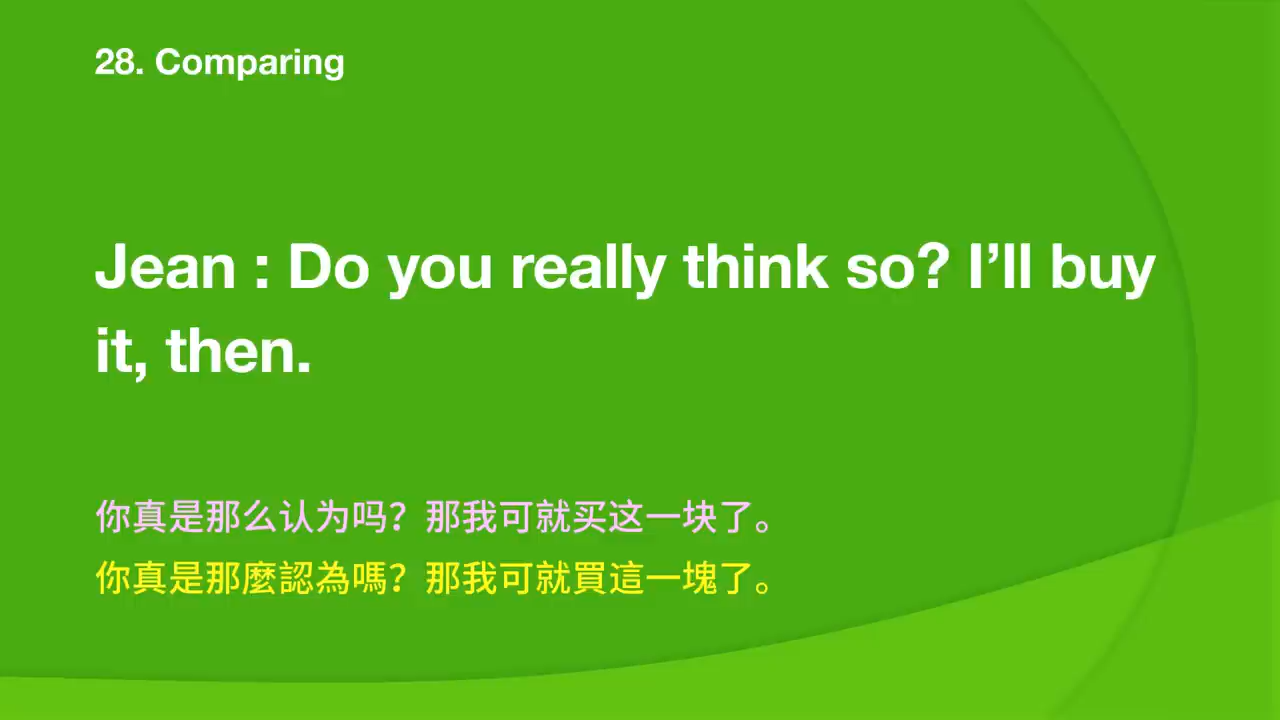 28. Comparing
Jean : Do you really think so? I’ll buy
it, then.
你真是那么认为吗？那我可就买这一块了。
你真是那麼認為嗎？那我可就買這一塊了。